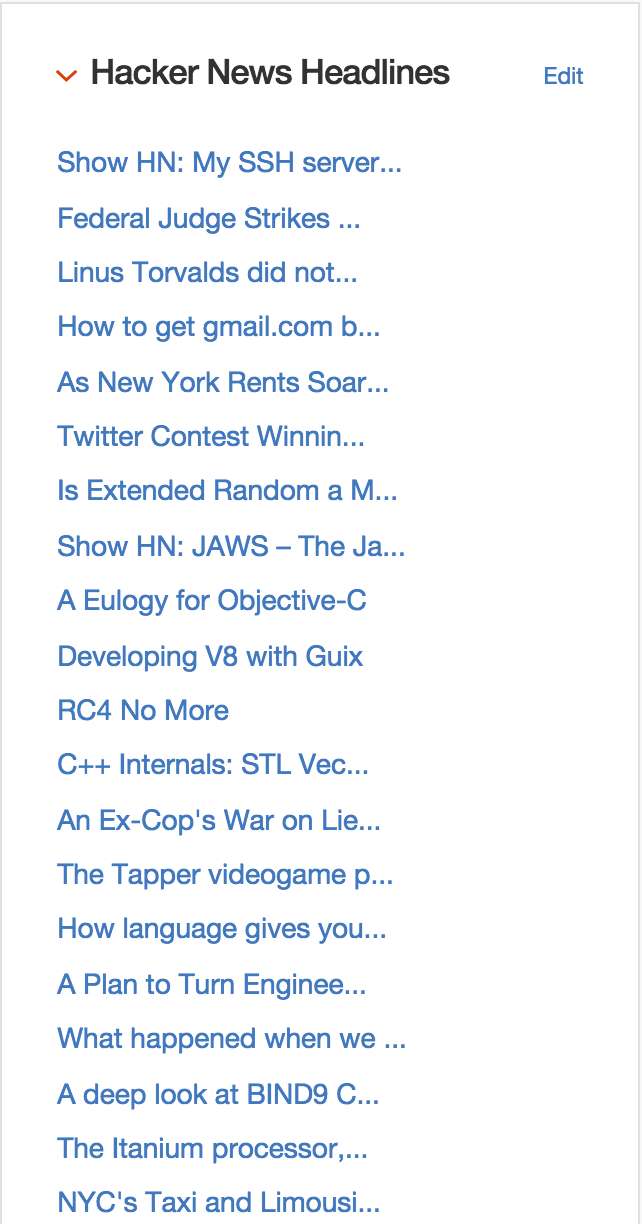 Hacker News Headlines
Edit
Show HN: My SSH server...
Federal Judge Strikes ...
Linus Torvalds did not...
How to get gmail.com b...
As New York Rents Soar...
Twitter Contest Winnin...
Is Extended Random a M...
Show HN: JAWS – The Ja...
A Eulogy for Objective-C
Developing V8 with Guix
RC4 No More
C++ Internals: STL Vec...
An Ex-Cop's War on Lie...
The Tapper videogame p...
How language gives you...
A Plan to Turn Enginee...
What happened when we ...
A deep look at BIND9 C...
The Itanium processor,...
NYC's Taxi and Limousi...